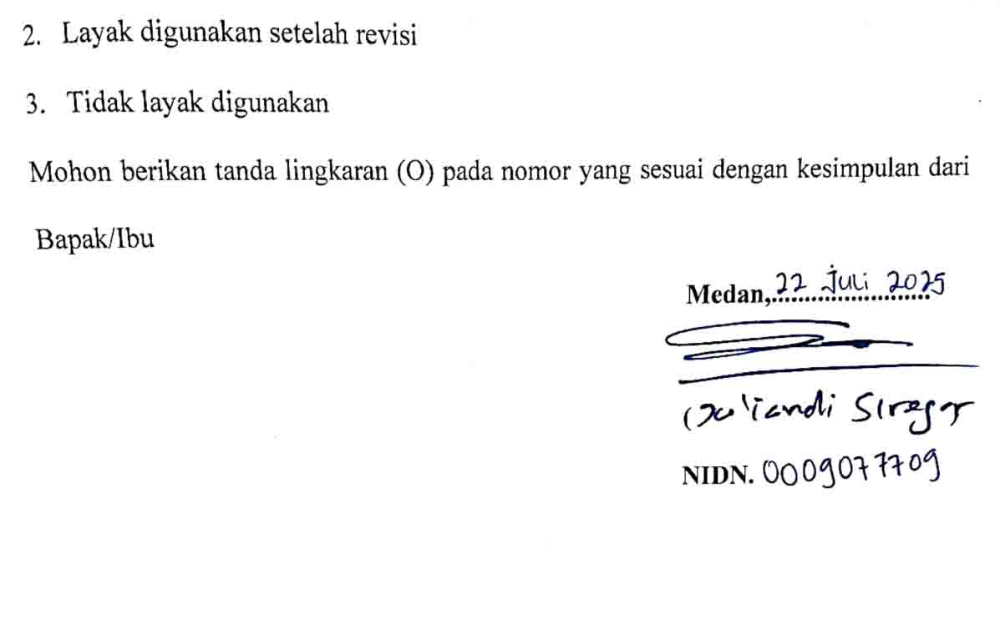 2. Layak digunakan setelah revisi
3. Tidak layak digunakan
Mohon berikan tanda lingkaran (O) pada nomor yang sesuai dengan kesimpulan dari
Bapak/Ibu
Medan, 22 Juli 2025
Siregar
NIDN. 0009077709